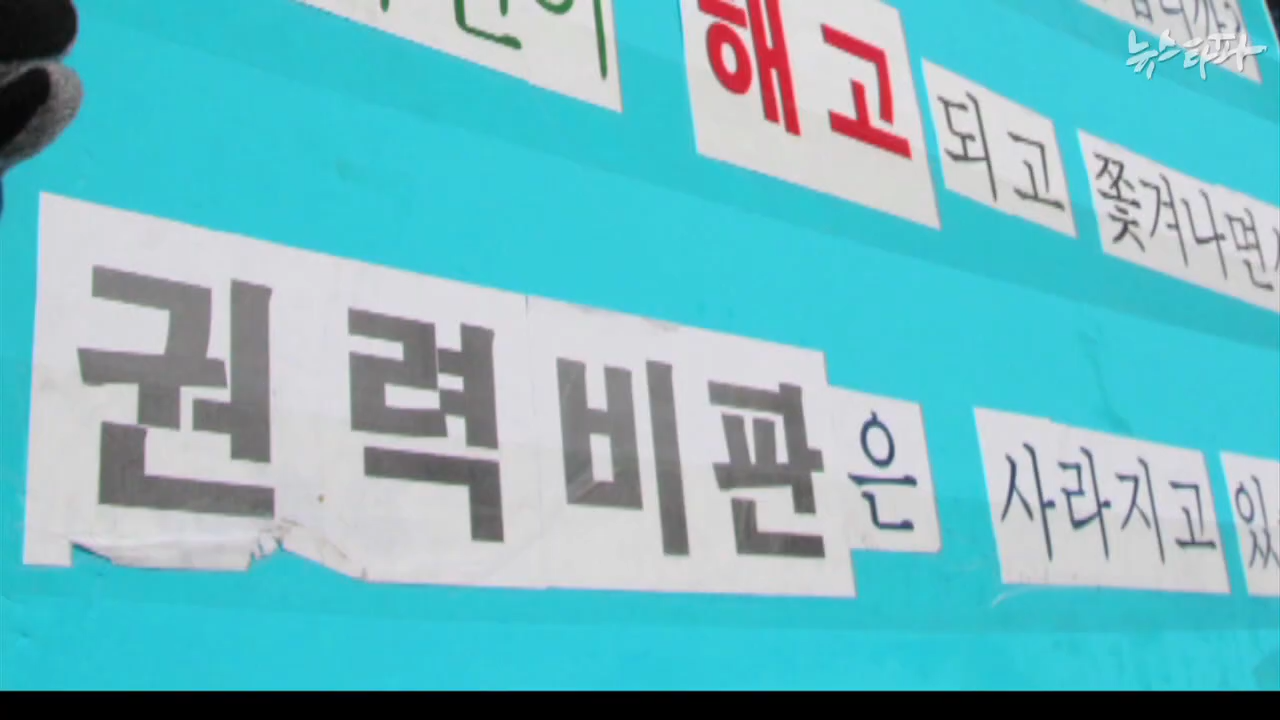 뉴스타파
해고 되고 쫓겨나면서
권력비판은 사라지고 있